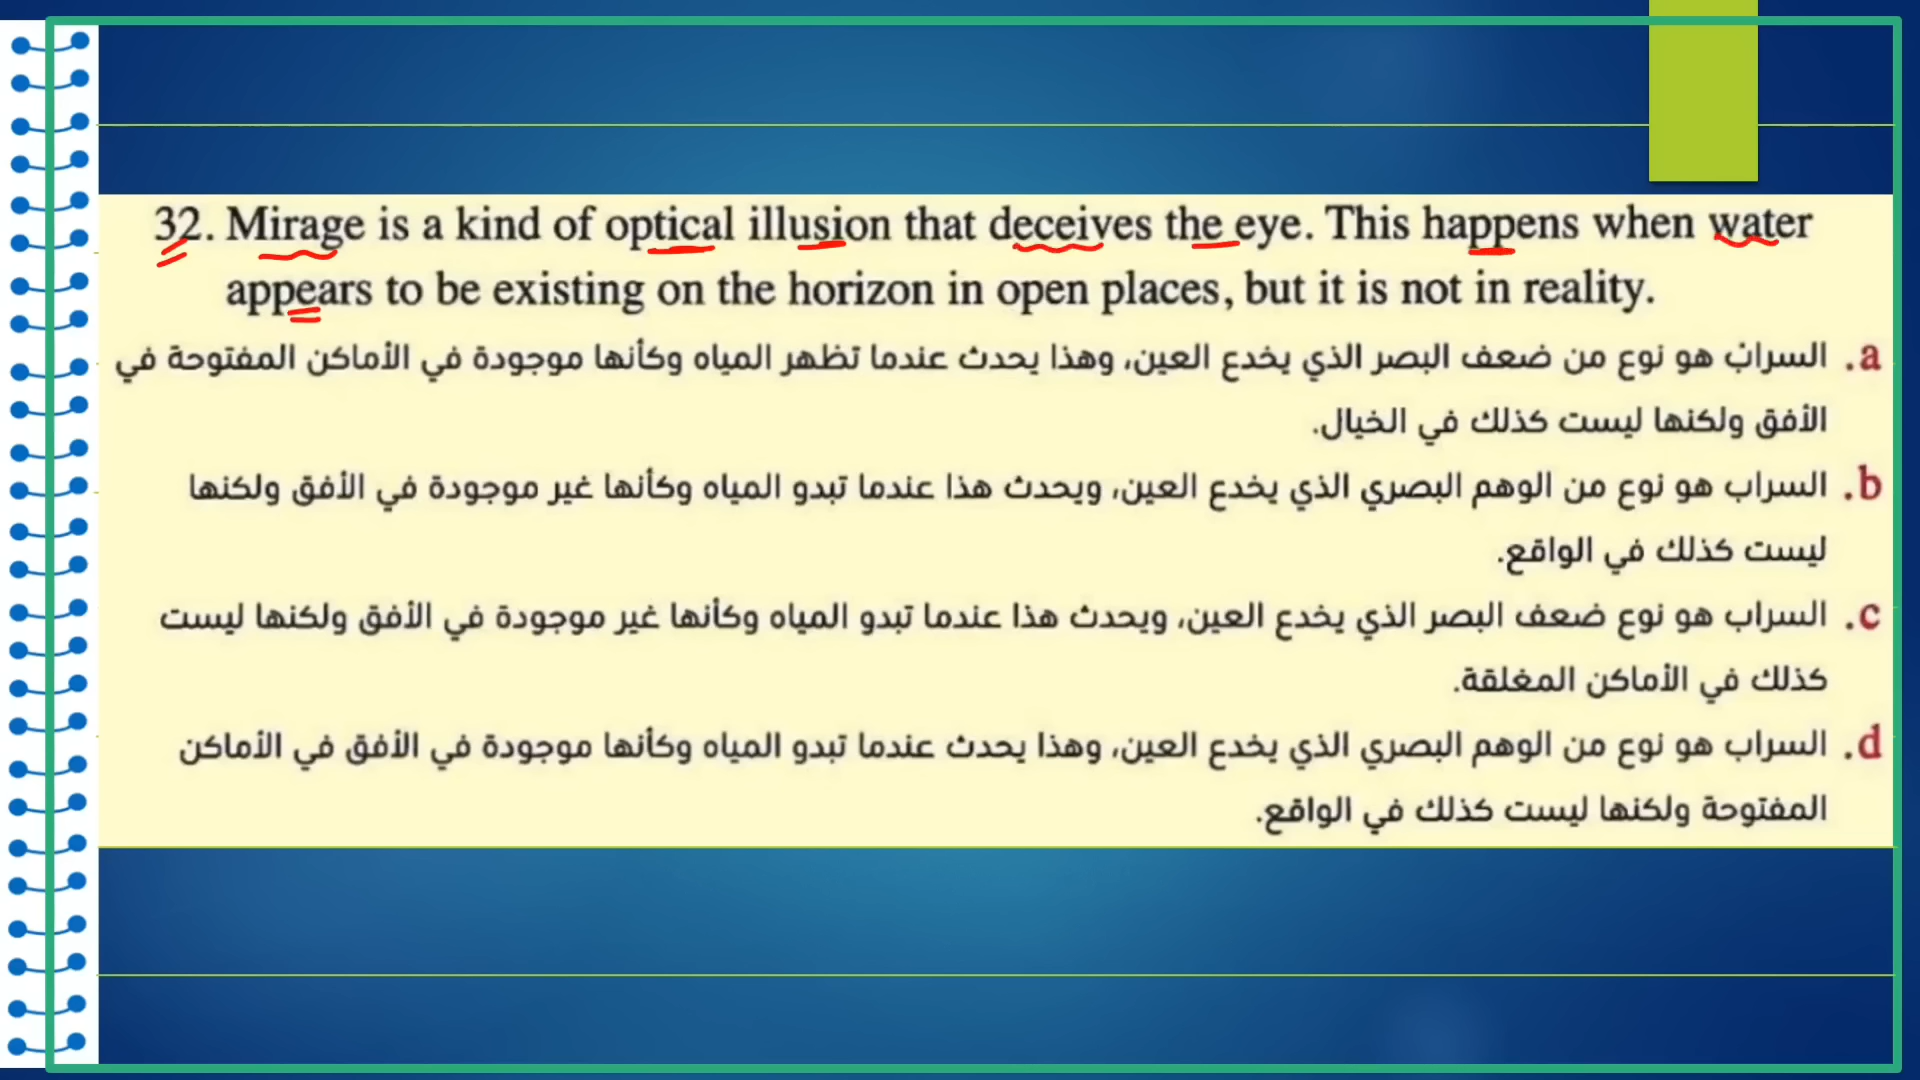 32. Mirage is a kind of optical illusion that deceives the eye. This happens when water
appears to be existing on the horizon in open places, but it is not in reality.
a. السراب هو نوع من ضعف البصر الذي يخدع العين، وهذا يحدث عندما تظهر المياه وكأنها موجودة في الأماكن المفتوحة في
الأفق ولكنها ليست كذلك في الخيال.
b. السراب هو نوع من الوهم البصري الذي يخدع العين، ويحدث هذا عندما تبدو المياه وكأنها غير موجودة في الأفق ولكنها
ليست كذلك في الواقع.
c. السراب هو نوع ضعف البصر الذي يخدع العين، ويحدث هذا عندما تبدو المياه وكأنها غير موجودة في الأفق ولكنها ليست
كذلك في الأماكن المغلقة.
d. السراب هو نوع من الوهم البصري الذي يخدع العين، وهذا يحدث عندما تبدو المياه وكأنها موجودة في الأفق في الأماكن
المفتوحة ولكنها ليست كذلك في الواقع.